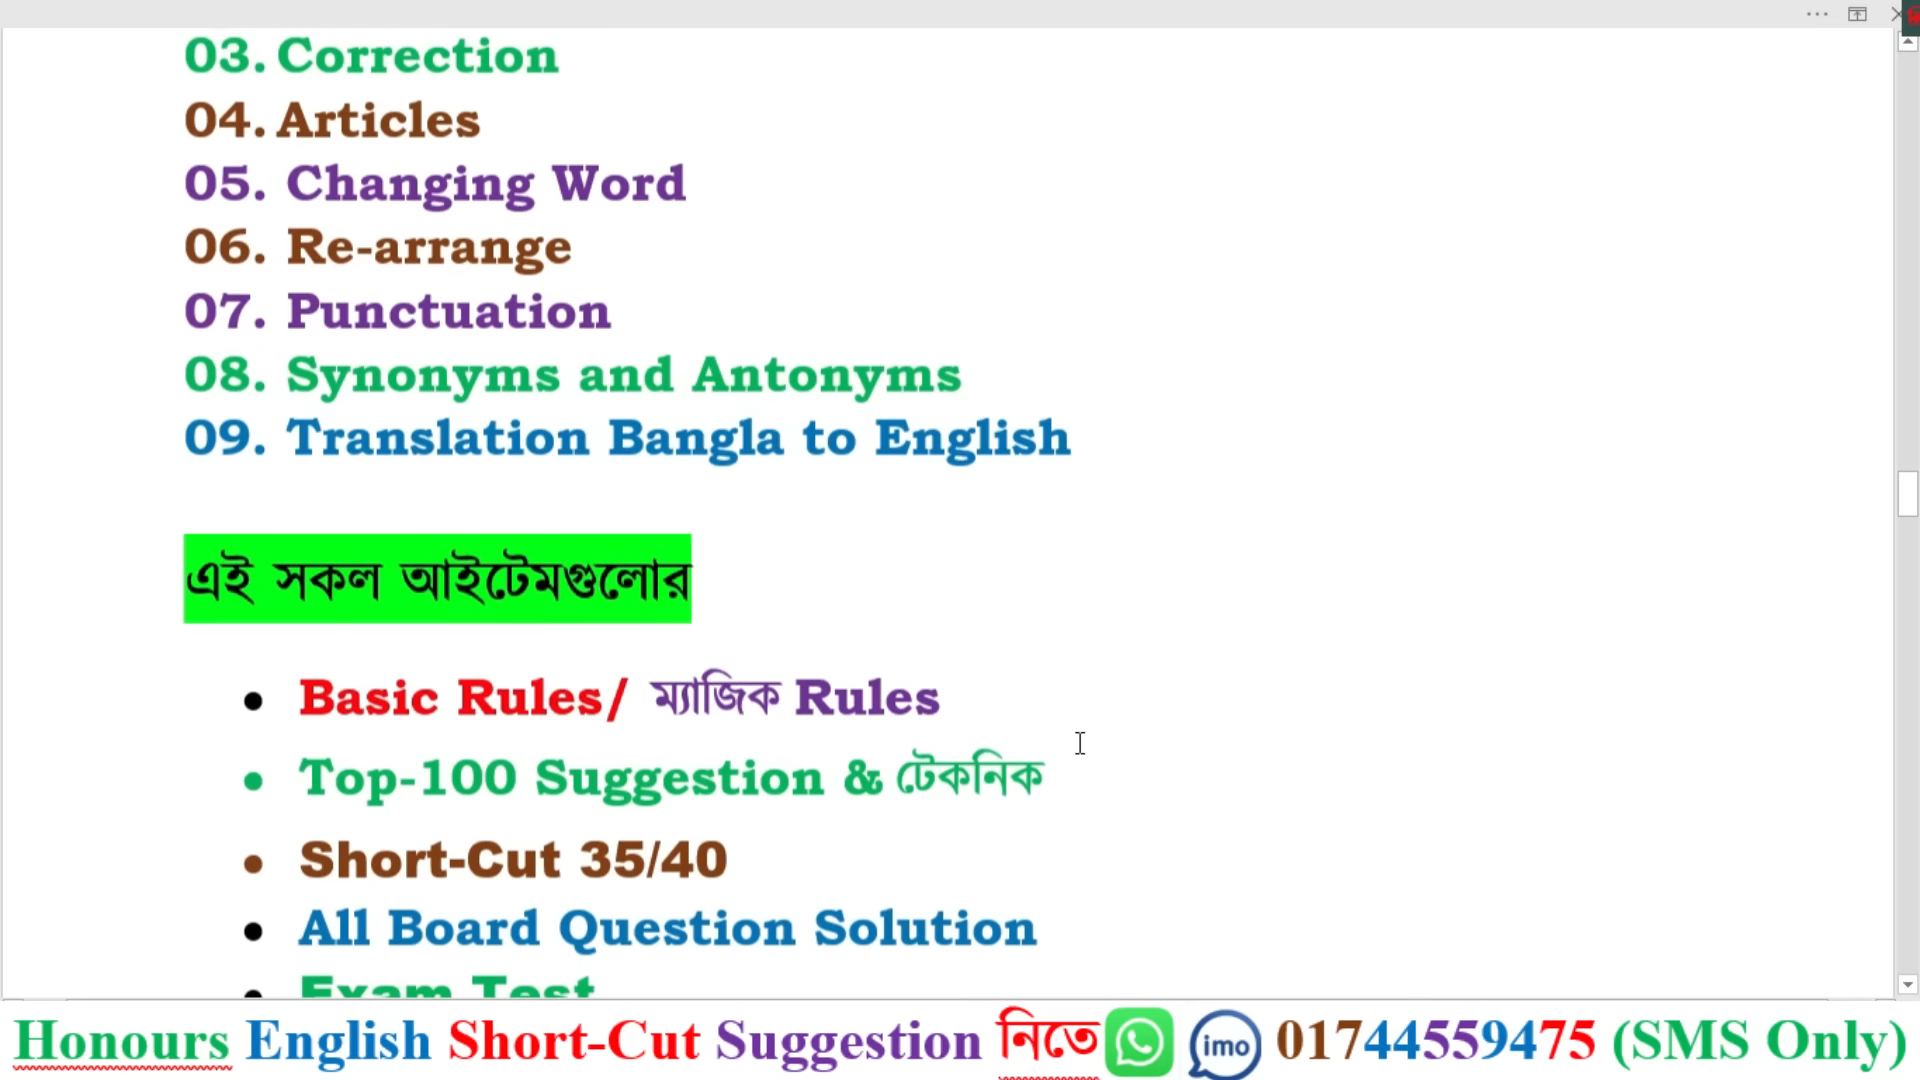 03. Correction
04. Articles
05. Changing Word
06. Re-arrange
07. Punctuation
08. Synonyms and Antonyms
09. Translation Bangla to English
এই সকল আইটেমগুলোর
• Basic Rules/ ম্যাজিক Rules
• Top-100 Suggestion & টেকনিক
• Short-Cut 35/40
• All Board Question Solution
• Exam Test
Honours English Short-Cut Suggestion নিতে imo 01744559475 (SMS Only)